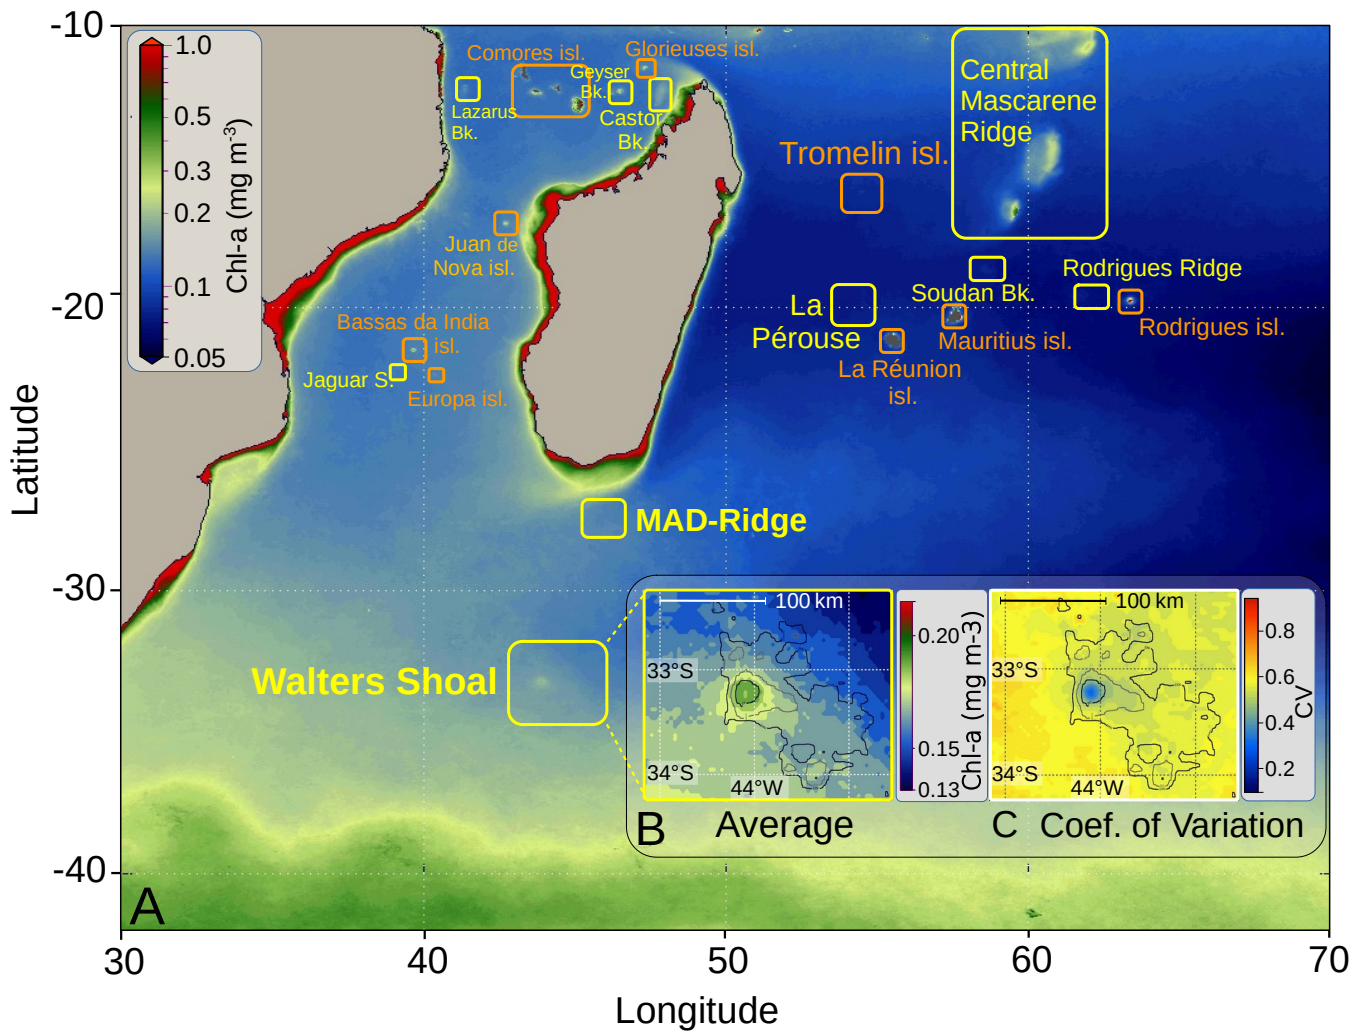 -10
-20
-30
-40
Latitude
1.0
0.5
0.3
0.2
0.1
0.05
Chl-a (mg m-3)
Comores isl.
Glorieuses isl.
Geyser
Bk.
Lazarus
Bk.
Castor
Bk.
Central
Mascarene
Ridge
Tromelin isl.
Juan de
Nova isl.
Rodrigues Ridge
Soudan Bk.
La
Pérouse
Rodrigues isl.
Mauritius isl.
La Réunion
isl.
Bassas da India
isl.
Jaguar S.
Europa isl.
MAD-Ridge
Walters Shoal
100 km
33°S
34°S
44°W
0.20
0.15
0.13
Chl-a (mg m-3)
B Average
100 km
33°S
34°S
44°W
0.8
0.6
0.4
0.2
CV
C Coef. of Variation
A
30
40
50
60
70
Longitude